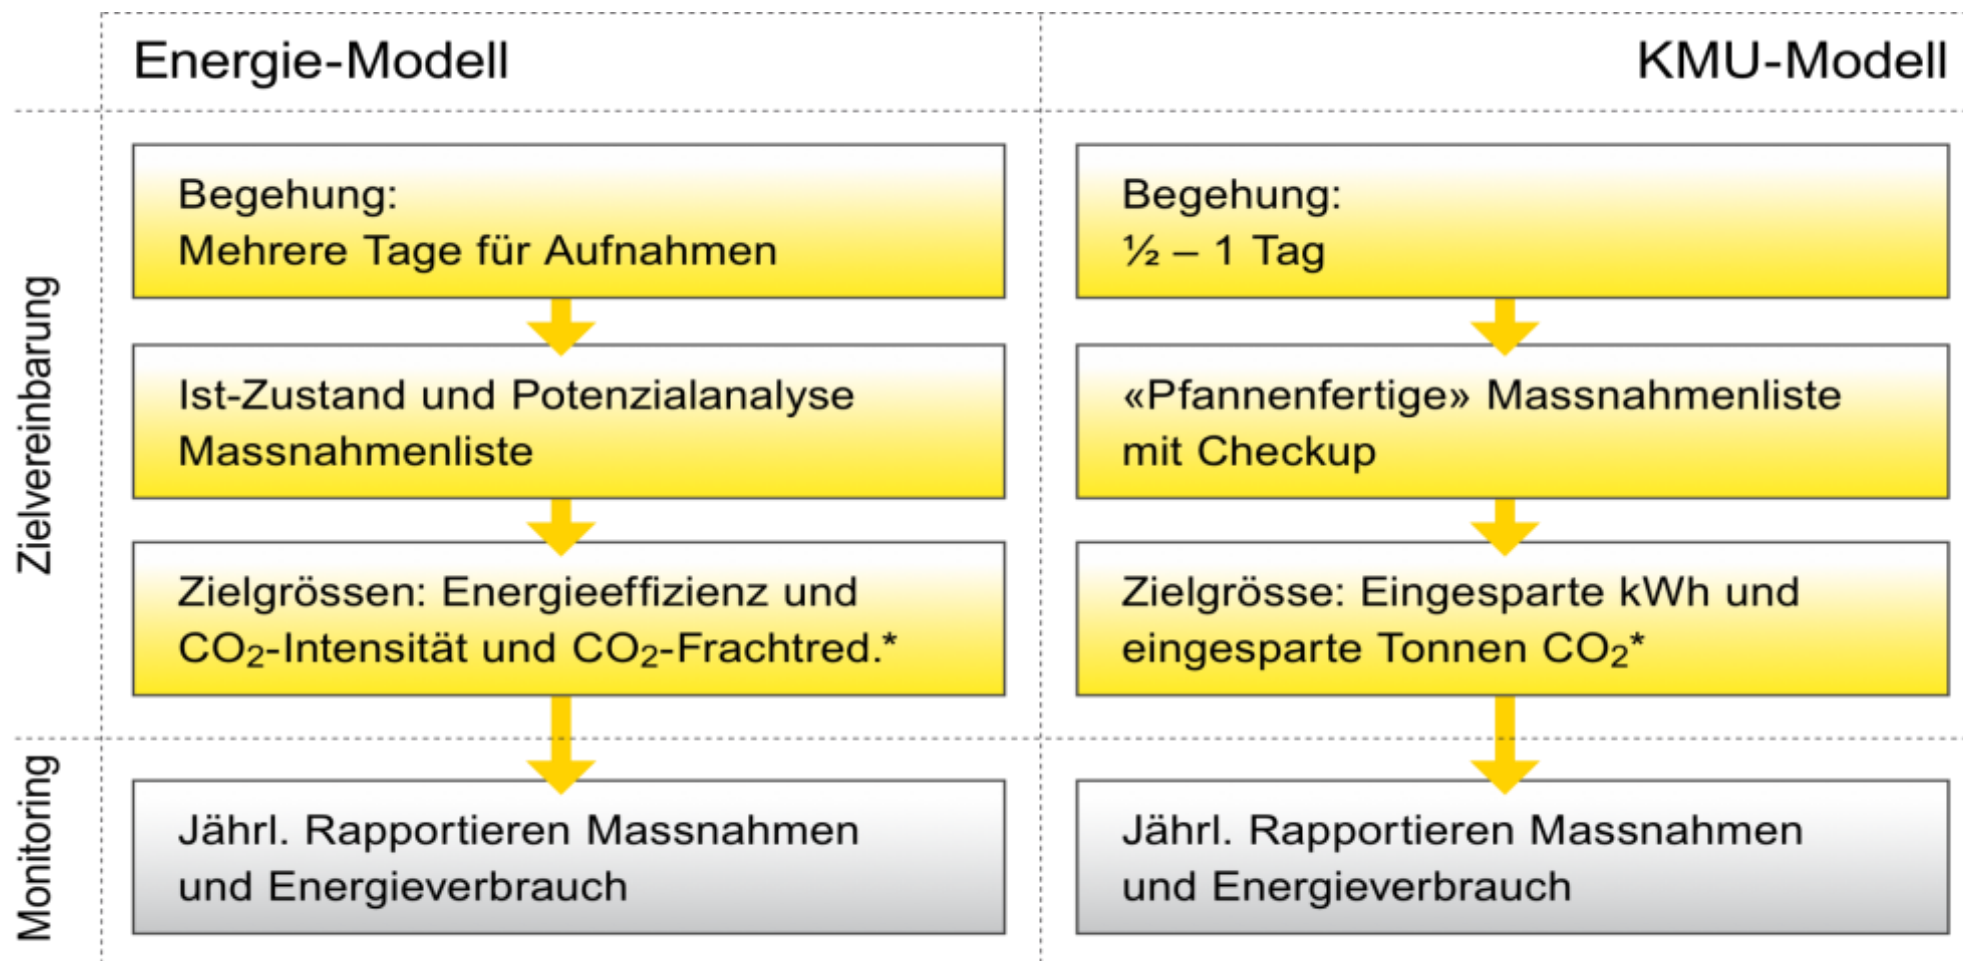 Energie-Modell
KMU-Modell
Zielvereinbarung
Begehung:
Mehrere Tage für Aufnahmen
Begehung:
½ – 1 Tag
Ist-Zustand und Potenzialanalyse
Massnahmenliste
«Pfannenfertige» Massnahmenliste
mit Checkup
Zielgrössen: Energieeffizienz und
CO₂-Intensität und CO₂-Frachtred.*
Zielgrösse: Eingesparte kWh und
eingesparte Tonnen CO₂*
Monitoring
Jährl. Rapportieren Massnahmen
und Energieverbrauch
Jährl. Rapportieren Massnahmen
und Energieverbrauch